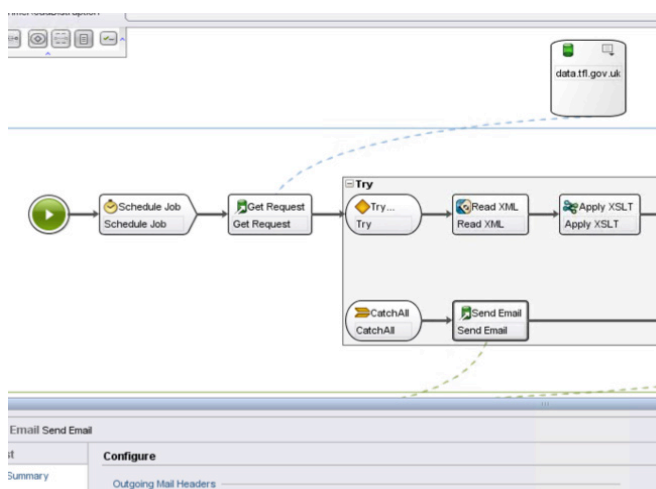 data.tfl.gov.uk
Try
Schedule Job
Schedule Job
Get Request
Get Request
Try...
Try
Read XML
Read XML
Apply XSLT
Apply XSLT
CatchAll
CatchAll
Send Email
Send Email
Email Send Email
Configure
Summary
Outgoing Mail Headers